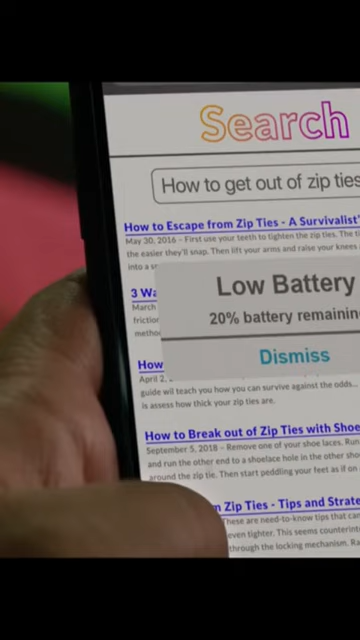 Search
How to get out of zip ties
How to Escape from Zip Ties - A Survivalist'
May 30, 2016 – First use your teeth to tighten the zip ties. The
the easier they'll snap. Then lift your arms and raise your knees
into a
3
March
friction
metho
Low Battery
20% battery remaining
Dismiss
How
April 2,
guide wil teach you how you can survive against the odds...
is assess how thick your zip ties are.
How to Break out of Zip Ties with Shoe
September 5, 2018 – Remove one of your shoe laces. Run
and run the other end to a shoelace hole in the other shoe
around the zip tie. Then start peddling your feet as if on
Zip Ties - Tips and Strate
These are need-to-know tips that can
even tighter. This seems counterint
through the locking mechanism.